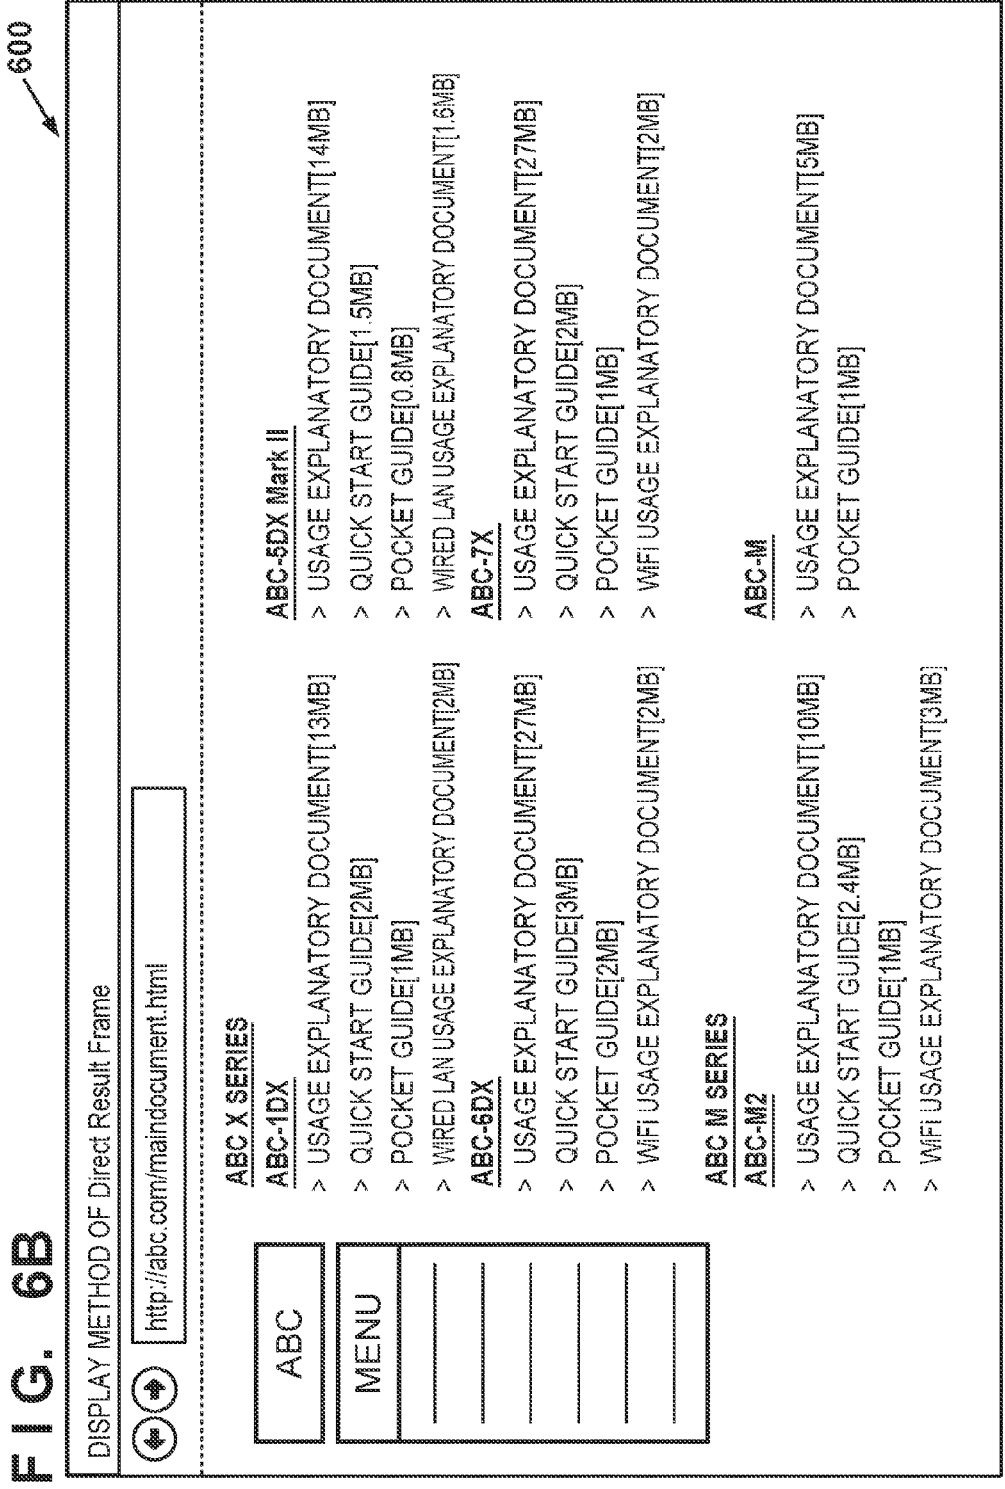 FIG. 6B
600
DISPLAY METHOD OF Direct Result Frame
http://abc.com/maindocument.html
ABC
MENU
ABC X SERIES
ABC-1DX
> USAGE EXPLANATORY DOCUMENT[13MB]
> QUICK START GUIDE[2MB]
> POCKET GUIDE[1MB]
> WIRED LAN USAGE EXPLANATORY DOCUMENT[2MB]
ABC-6DX
> USAGE EXPLANATORY DOCUMENT[27MB]
> QUICK START GUIDE[3MB]
> POCKET GUIDE[2MB]
> WiFi USAGE EXPLANATORY DOCUMENT[2MB]
ABC-5DX Mark II
> USAGE EXPLANATORY DOCUMENT[14MB]
> QUICK START GUIDE[1.5MB]
> POCKET GUIDE[0.8MB]
> WIRED LAN USAGE EXPLANATORY DOCUMENT[1.6MB]
ABC-7X
> USAGE EXPLANATORY DOCUMENT[27MB]
> QUICK START GUIDE[2MB]
> POCKET GUIDE[1MB]
> WiFi USAGE EXPLANATORY DOCUMENT[2MB]
ABC M SERIES
ABC-M2
> USAGE EXPLANATORY DOCUMENT[10MB]
> QUICK START GUIDE[2.4MB]
> POCKET GUIDE[1MB]
> WiFi USAGE EXPLANATORY DOCUMENT[3MB]
ABC-M
> USAGE EXPLANATORY DOCUMENT[5MB]
> POCKET GUIDE[1MB]